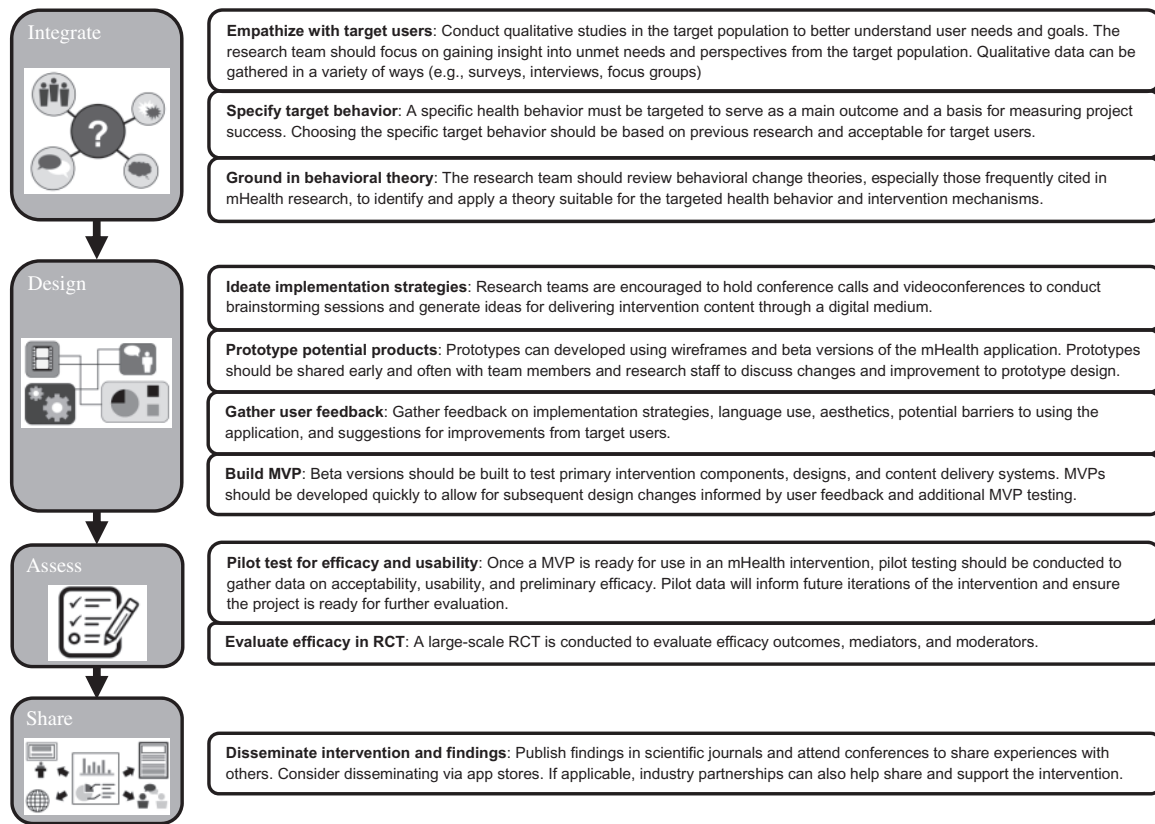 Integrate
Empathize with target users: Conduct qualitative studies in the target population to better understand user needs and goals. The
research team should focus on gaining insight into unmet needs and perspectives from the target population. Qualitative data can be
gathered in a variety of ways (e.g., surveys, interviews, focus groups)
?
Specify target behavior: A specific health behavior must be targeted to serve as a main outcome and a basis for measuring project
success. Choosing the specific target behavior should be based on previous research and acceptable for target users.
Ground in behavioral theory: The research team should review behavioral change theories, especially those frequently cited in
mHealth research, to identify and apply a theory suitable for the targeted health behavior and intervention mechanisms.
Design
Ideate implementation strategies: Research teams are encouraged to hold conference calls and videoconferences to conduct
brainstorming sessions and generate ideas for delivering intervention content through a digital medium.
Prototype potential products: Prototypes can developed using wireframes and beta versions of the mHealth application. Prototypes
should be shared early and often with team members and research staff to discuss changes and improvement to prototype design.
Gather user feedback: Gather feedback on implementation strategies, language use, aesthetics, potential barriers to using the
application, and suggestions for improvements from target users.
Build MVP: Beta versions should be built to test primary intervention components, designs, and content delivery systems. MVPs
should be developed quickly to allow for subsequent design changes informed by user feedback and additional MVP testing.
Assess
Pilot test for efficacy and usability: Once a MVP is ready for use in an mHealth intervention, pilot testing should be conducted to
gather data on acceptability, usability, and preliminary efficacy. Pilot data will inform future iterations of the intervention and ensure
the project is ready for further evaluation.
Evaluate efficacy in RCT: A large-scale RCT is conducted to evaluate efficacy outcomes, mediators, and moderators.
Share
Disseminate intervention and findings: Publish findings in scientific journals and attend conferences to share experiences with
others. Consider disseminating via app stores. If applicable, industry partnerships can also help share and support the intervention.